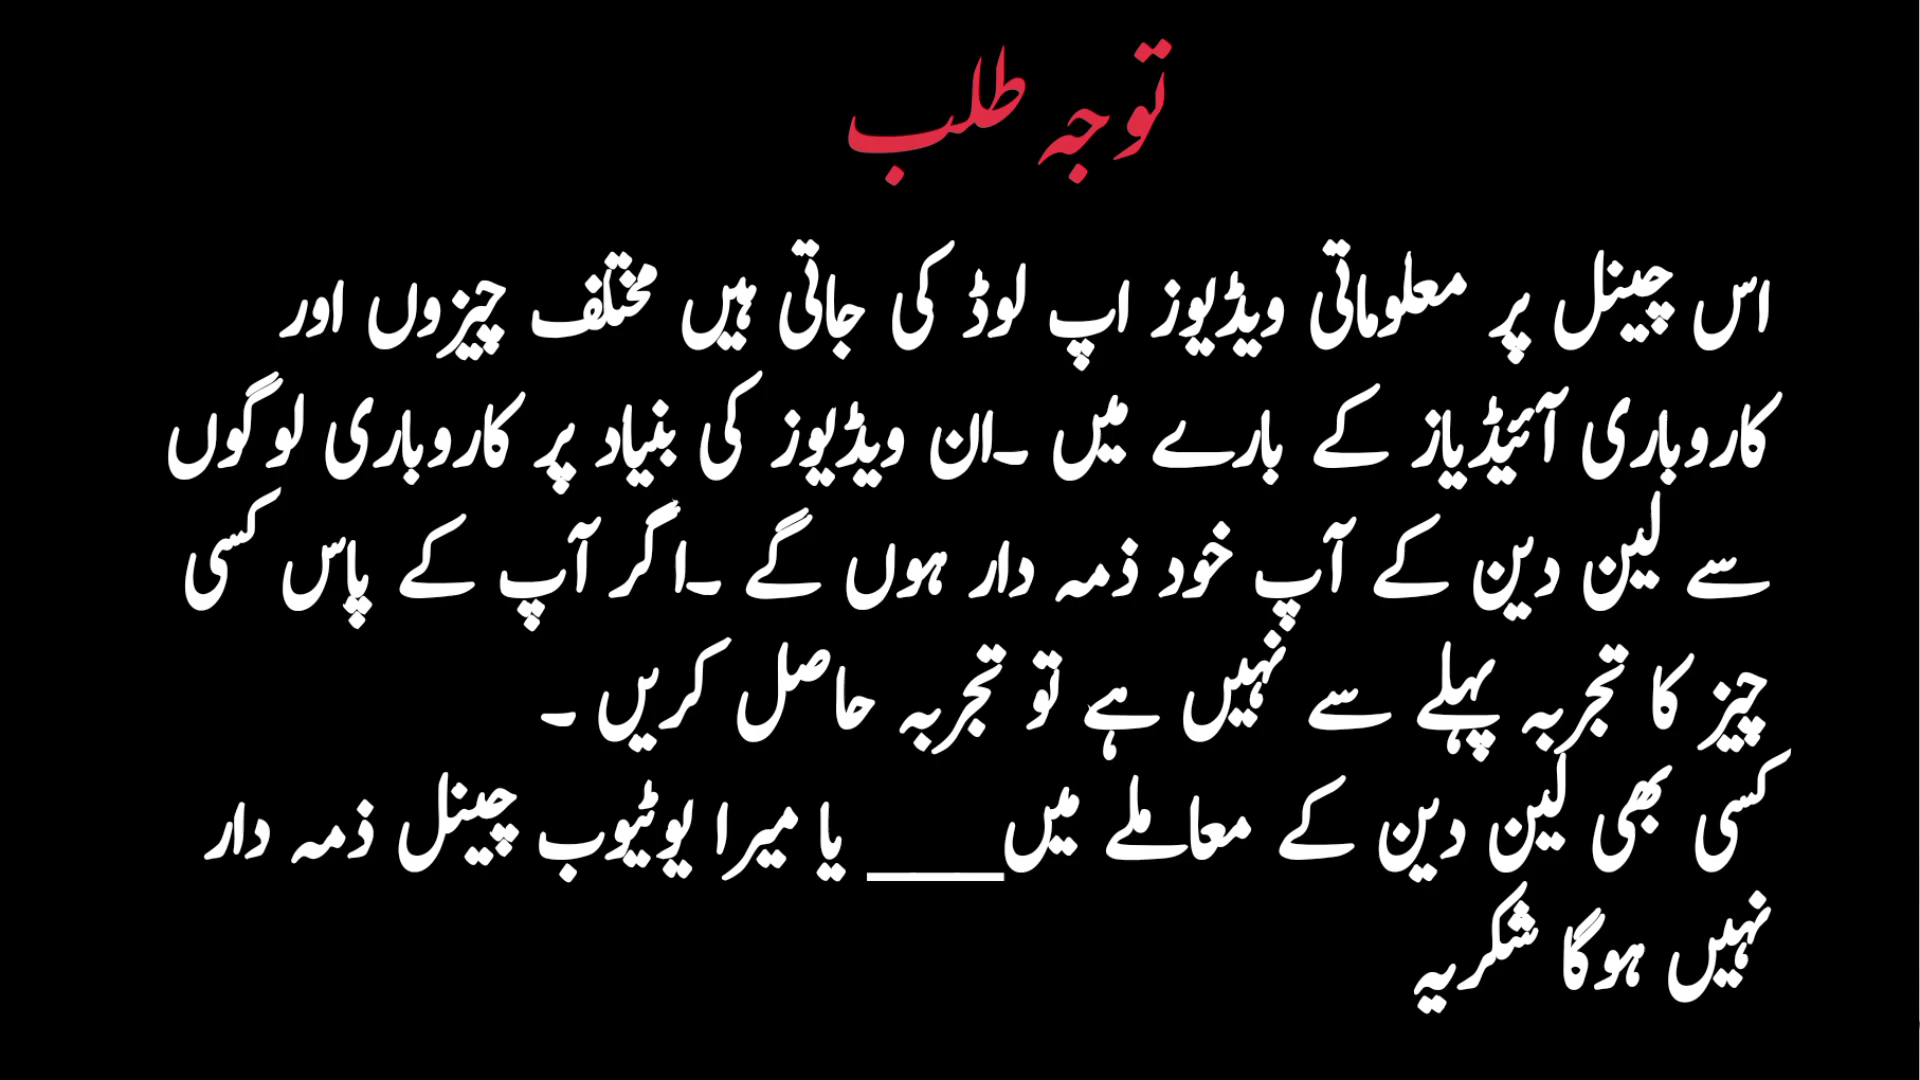 توجہ طلب
اس چینل پر معلوماتی ویڈیوز اپ لوڈ کی جاتی ہیں مختلف چیزوں اور
کاروباری آئیڈیاز کے بارے میں ۔ان ویڈیوز کی بنیاد پر کاروباری لوگوں
سے لین دین کے آپ خود ذمہ دار ہوں گے ۔اگر آپ کے پاس کسی
چیز کا تجربہ پہلے سے نہیں ہے تو تجربہ حاصل کریں ۔
کسی بھی لین دین کے معاملے میں____ یا میرا یوٹیوب چینل ذمہ دار
نہیں ہوگا شکریہ